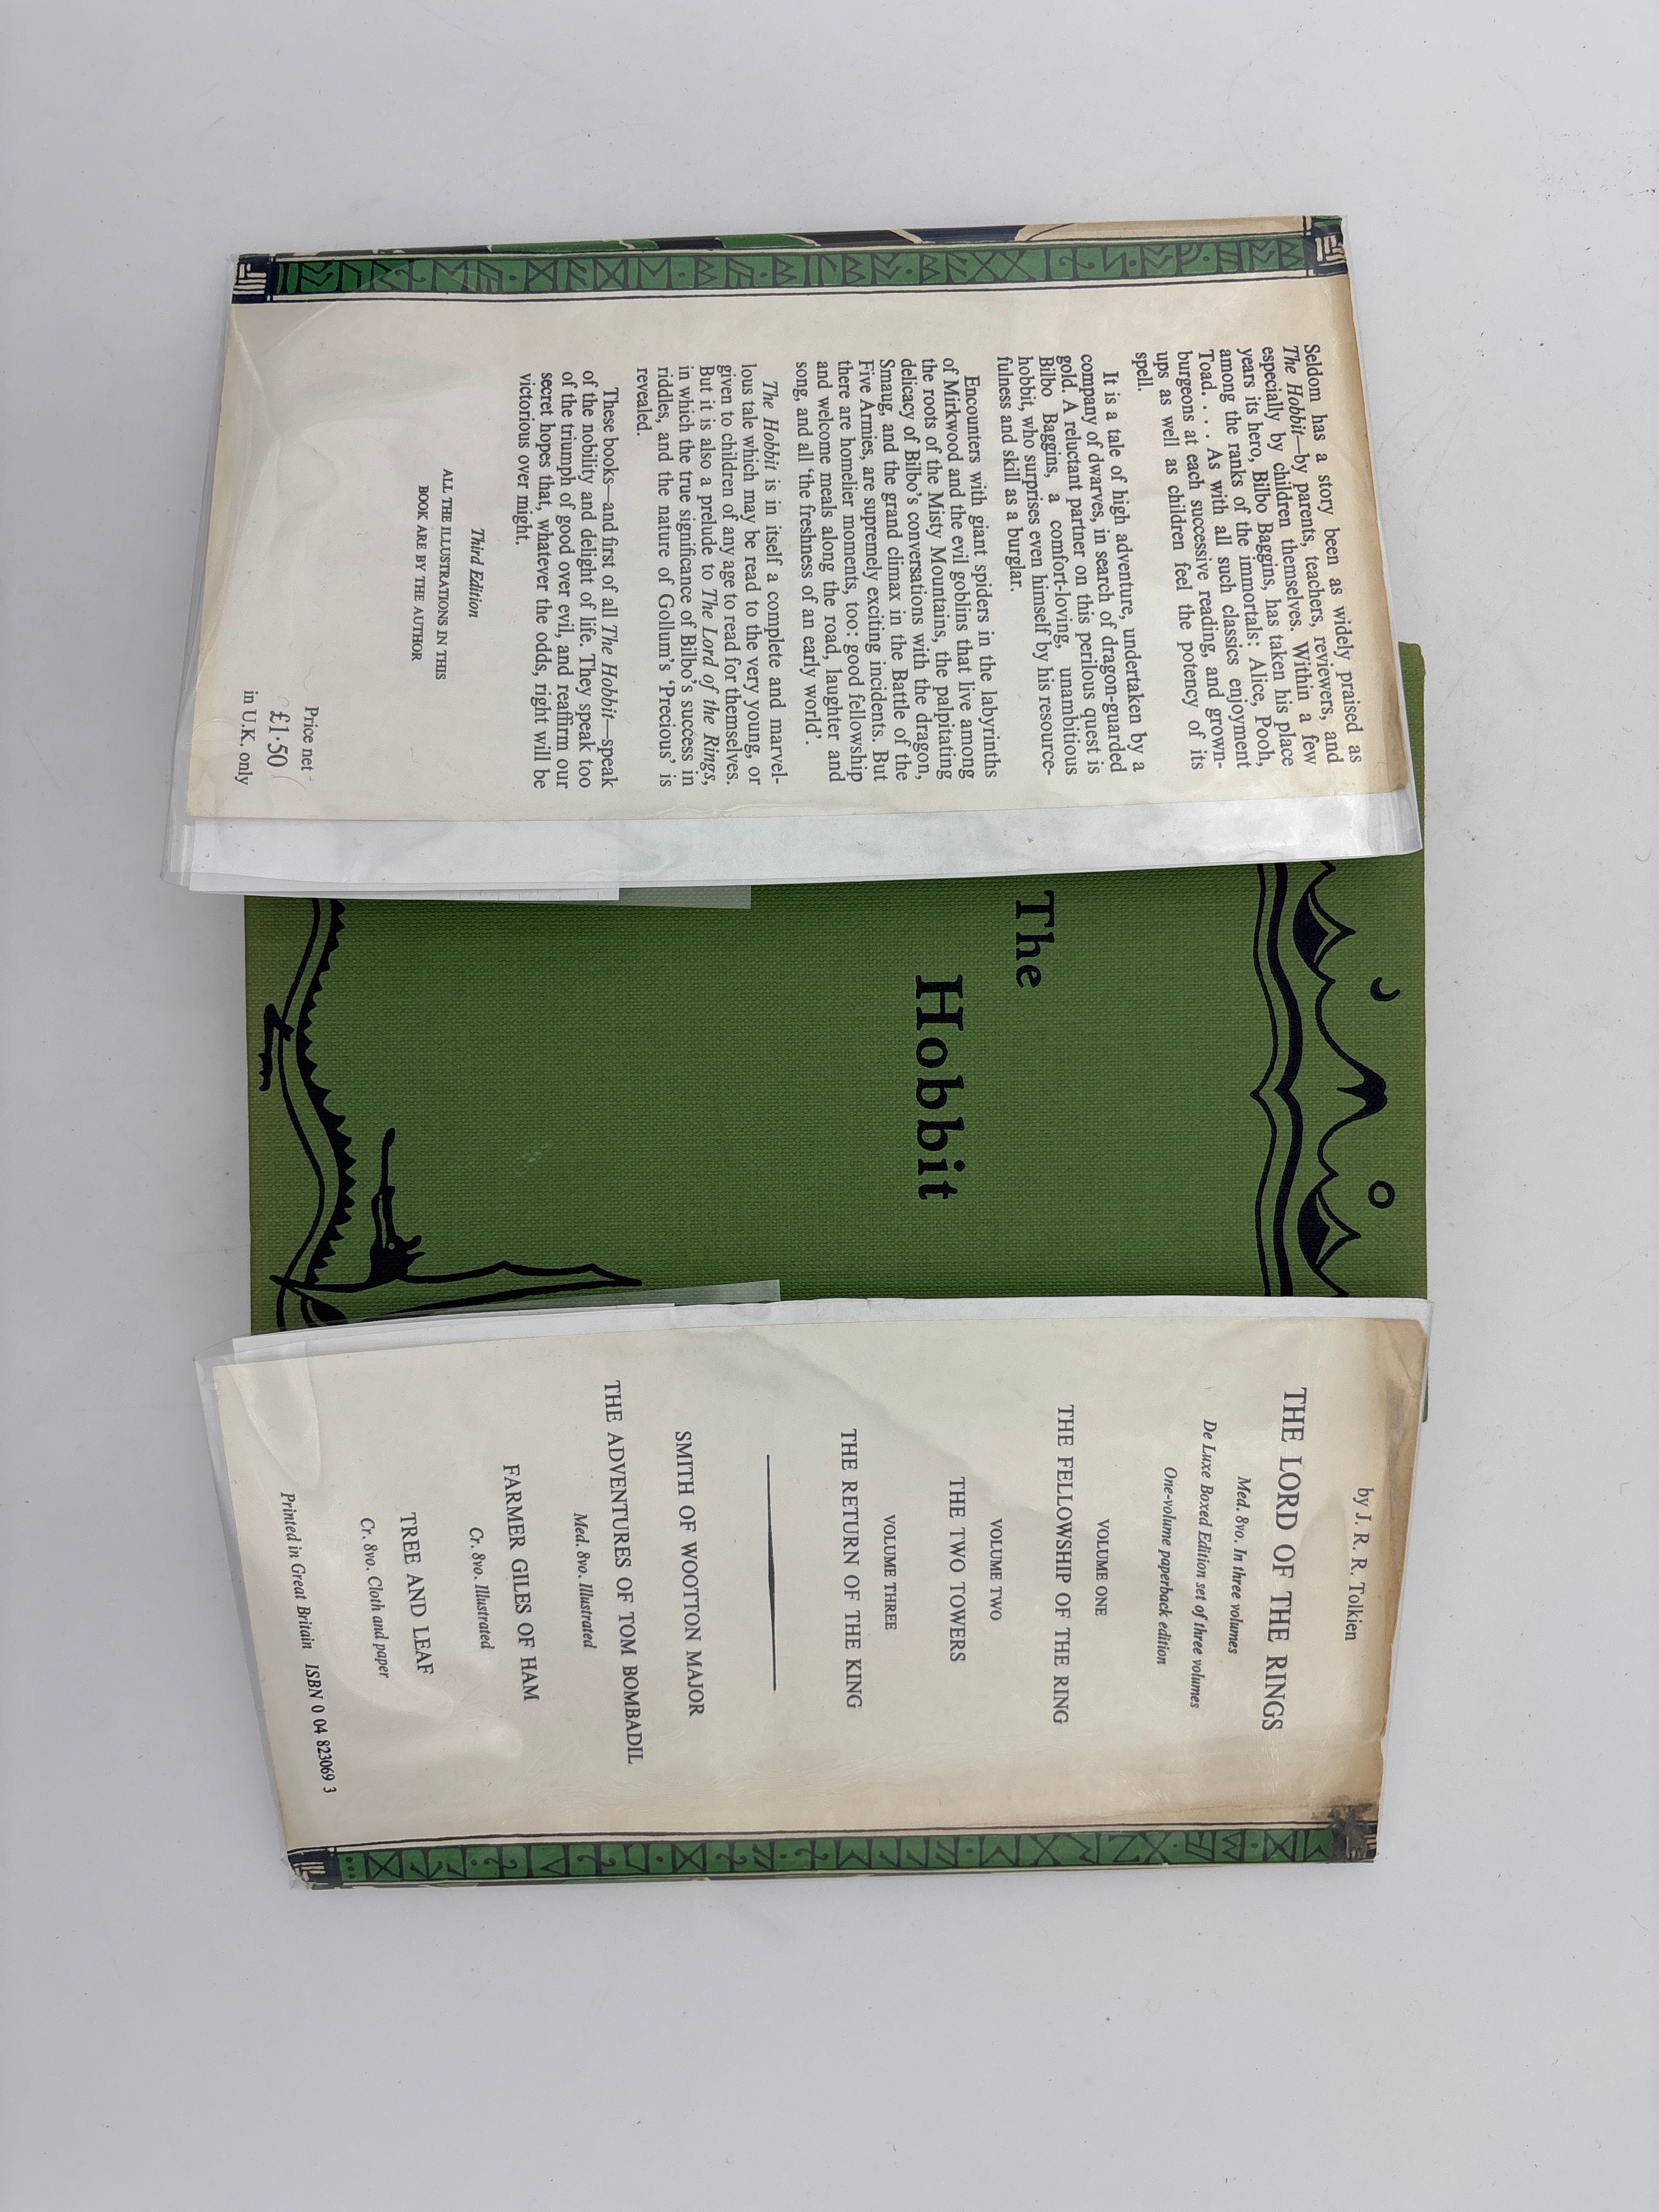 Seldom has a story been as widely praised as
The Hobbit—by parents, teachers, reviewers, and
especially by children themselves. Within a few
years its hero, Bilbo Baggins, has taken his place
among the ranks of the immortals: Alice, Pooh,
Toad. . . . As with all such classics enjoyment
burgeons at each successive reading, and grown-
ups as well as children feel the potency of its
spell.
It is a tale of high adventure, undertaken by a
company of dwarves, in search of dragon-guarded
gold. A reluctant partner on this perilous quest is
Bilbo Baggins, a comfort-loving, unambitious
hobbit, who surprises even himself by his resource-
fulness and skill as a burglar.
Encounters with giant spiders in the labyrinths
of Mirkwood and the evil goblins that live among
the roots of the Misty Mountains, the palpitating
delicacy of Bilbo's conversations with the dragon,
Smaug, and the grand climax in the Battle of the
Five Armies, are supremely exciting incidents. But
there are homelier moments, too: good fellowship
and welcome meals along the road, laughter and
song, and all 'the freshness of an early world'.
The Hobbit is in itself a complete and marvel-
lous tale which may be read to the very young, or
given to children of any age to read for themselves.
But it is also a prelude to The Lord of the Rings,
in which the true significance of Bilbo's success in
riddles, and the nature of Gollum's 'Precious' is
revealed.
These books—and first of all The Hobbit—speak
of the nobility and delight of life. They speak too
of the triumph of good over evil, and reaffirm our
secret hopes that, whatever the odds, right will be
victorious over might.
Third Edition
ALL THE ILLUSTRATIONS IN THIS
BOOK ARE BY THE AUTHOR
Price net
£1·50
in U.K. only
The
Hobbit
by J. R. R. Tolkien
THE LORD OF THE RINGS
Med. 8vo. In three volumes
De Luxe Boxed Edition set of three volumes
One-volume paperback edition
VOLUME ONE
THE FELLOWSHIP OF THE RING
VOLUME TWO
THE TWO TOWERS
VOLUME THREE
THE RETURN OF THE KING
SMITH OF WOOTTON MAJOR
THE ADVENTURES OF TOM BOMBADIL
Med. 8vo. Illustrated
FARMER GILES OF HAM
Cr. 8vo. Illustrated
TREE AND LEAF
Cr. 8vo. Cloth and paper
Printed in Great Britain ISBN 0 04 823069 3